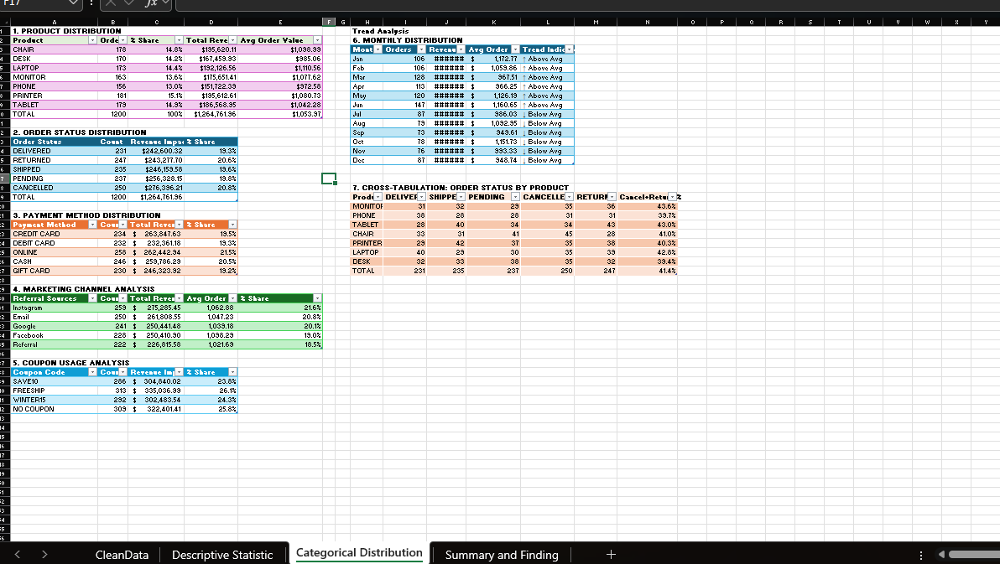 F17
fx
A B C D E F G H I J K L M N O P Q R S T U V W X Y
1. PRODUCT DISTRIBUTION
Product Orde % Share Total Reve Avg Order Value
CHAIR 178 14.8% $195,620.11 $1,098.99
DESK 170 14.2% $167,459.93 $985.06
LAPTOP 173 14.4% $192,126.56 $1,110.56
MONITOR 163 13.6% $175,651.41 $1,077.62
PHONE 156 13.0% $151,722.39 $972.58
PRINTER 181 15.1% $195,612.61 $1,080.73
TABLET 179 14.9% $186,568.95 $1,042.28
TOTAL 1200 100% $1,264,761.96 $1,053.97
2. ORDER STATUS DISTRIBUTION
Order Status Count Revenue Impac % Share
DELIVERED 231 $242,600.32 19.3%
RETURNED 247 $243,277.70 20.6%
SHIPPED 235 $246,159.58 19.6%
PENDING 237 $256,328.15 19.8%
CANCELLED 250 $276,396.21 20.8%
TOTAL 1200 $1,264,761.96
3. PAYMENT METHOD DISTRIBUTION
Payment Method Coun Total Reven % Share
CREDIT CARD 234 $ 263,847.63 19.5%
DEBIT CARD 232 $ 232,361.18 19.3%
ONLINE 258 $ 262,442.94 21.5%
CASH 246 $ 259,786.29 20.5%
GIFT CARD 230 $ 246,323.92 19.2%
4. MARKETING CHANNEL ANALYSIS
Referral Sources Coun Total Reven Avg Order % Share
Instagram 259 $ 275,285.45 1,062.88 21.6%
Email 250 $ 261,808.55 1,047.23 20.8%
Google 241 $ 250,441.48 1,039.18 20.1%
Facebook 228 $ 250,410.90 1,098.29 19.0%
Referral 222 $ 226,815.58 1,021.69 18.5%
5. COUPON USAGE ANALYSIS
Coupon Code Coun Revenue Imp % Share
SAVE10 286 $ 304,840.02 23.8%
FREESHIP 313 $ 335,036.99 26.1%
WINTER15 292 $ 302,483.54 24.3%
NO COUPON 309 $ 322,401.41 25.8%
Trend Analysis
6. MONTHLY DISTRIBUTION
Mont Orders Revenu Avg Order Trend Indic
Jan 106 ###### $ 1,172.77 ↑ Above Avg
Feb 106 ###### $ 1,059.86 ↑ Above Avg
Mar 128 ###### $ 967.51 ↑ Above Avg
Apr 113 ###### $ 966.25 ↑ Above Avg
May 120 ###### $ 1,126.19 ↑ Above Avg
Jun 147 ###### $ 1,160.65 ↑ Above Avg
Jul 87 ###### $ 986.03 ↓ Below Avg
Aug 79 ###### $ 1,092.95 ↓ Below Avg
Sep 73 ###### $ 949.61 ↓ Below Avg
Oct 78 ###### $ 1,151.73 ↓ Below Avg
Nov 76 ###### $ 993.33 ↓ Below Avg
Dec 87 ###### $ 948.74 ↓ Below Avg
7. CROSS-TABULATION: ORDER STATUS BY PRODUCT
Produ DELIVER SHIPPE PENDING CANCELLE RETURN Cancel+Retu %
MONITOR 31 32 29 35 36 43.6%
PHONE 38 28 28 31 31 39.7%
TABLET 28 40 34 34 43 43.0%
CHAIR 33 31 41 45 28 41.0%
PRINTER 29 42 37 35 38 40.3%
LAPTOP 40 29 30 35 39 42.8%
DESK 32 33 38 35 32 39.4%
TOTAL 231 235 237 250 247 41.4%
CleanData Descriptive Statistic Categorical Distribution Summary and Finding +